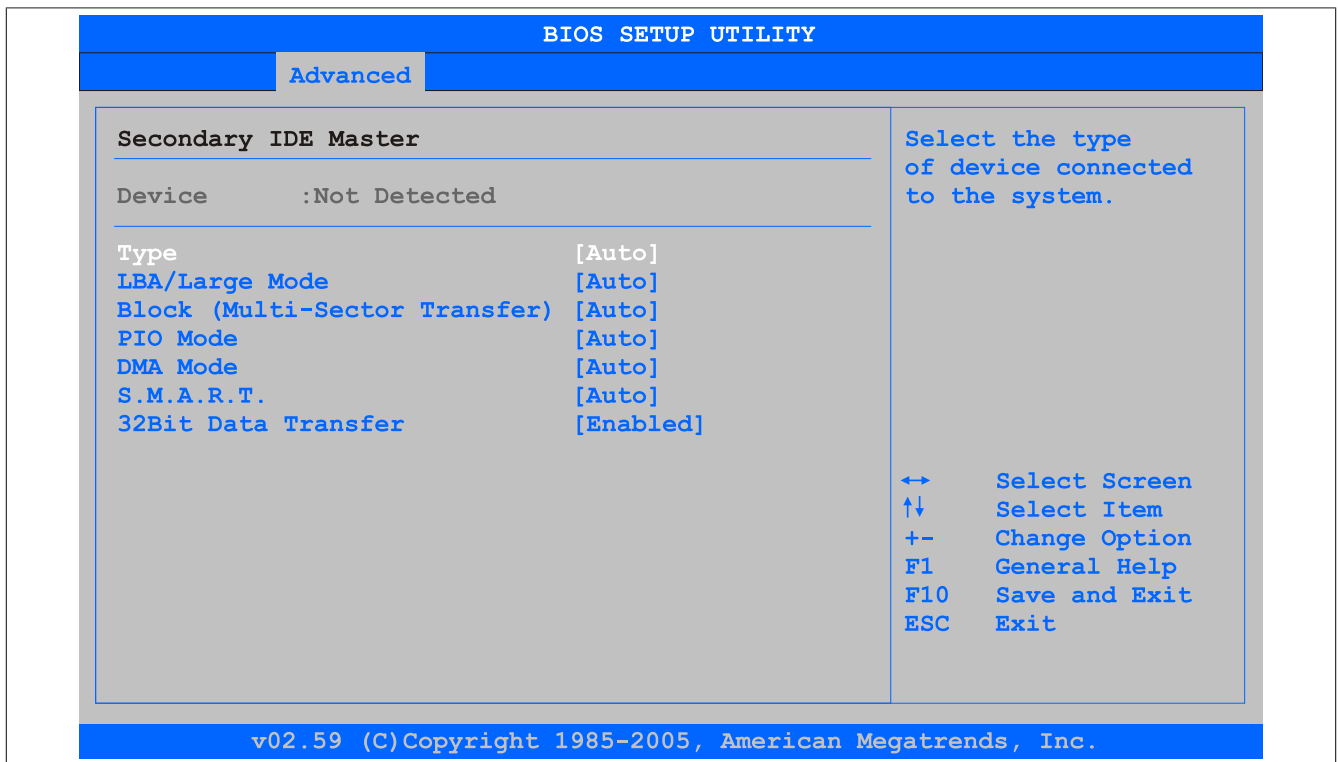 BIOS SETUP UTILITY
Advanced
Secondary IDE Master
Device :Not Detected
Type [Auto]
LBA/Large Mode [Auto]
Block (Multi-Sector Transfer) [Auto]
PIO Mode [Auto]
DMA Mode [Auto]
S.M.A.R.T. [Auto]
32Bit Data Transfer [Enabled]
Select the type
of device connected
to the system.
↔ Select Screen
↑↓ Select Item
+- Change Option
F1 General Help
F10 Save and Exit
ESC Exit
v02.59 (C)Copyright 1985-2005, American Megatrends, Inc.